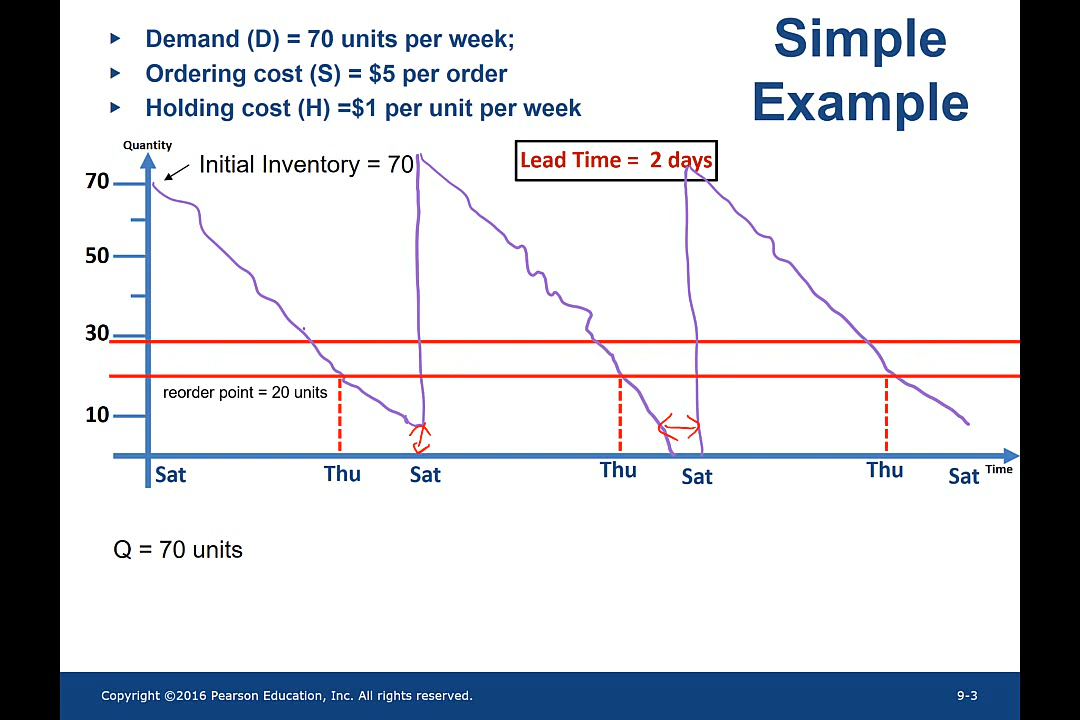 Simple
Example
Demand (D) = 70 units per week;
Ordering cost (S) = $5 per order
Holding cost (H) =$1 per unit per week
Quantity
Initial Inventory = 70
Lead Time = 2 days
70
50
30
reorder point = 20 units
10
Sat
Thu
Sat
Thu
Sat
Thu
Sat
Time
Q = 70 units
Copyright ©2016 Pearson Education, Inc. All rights reserved.
9-3